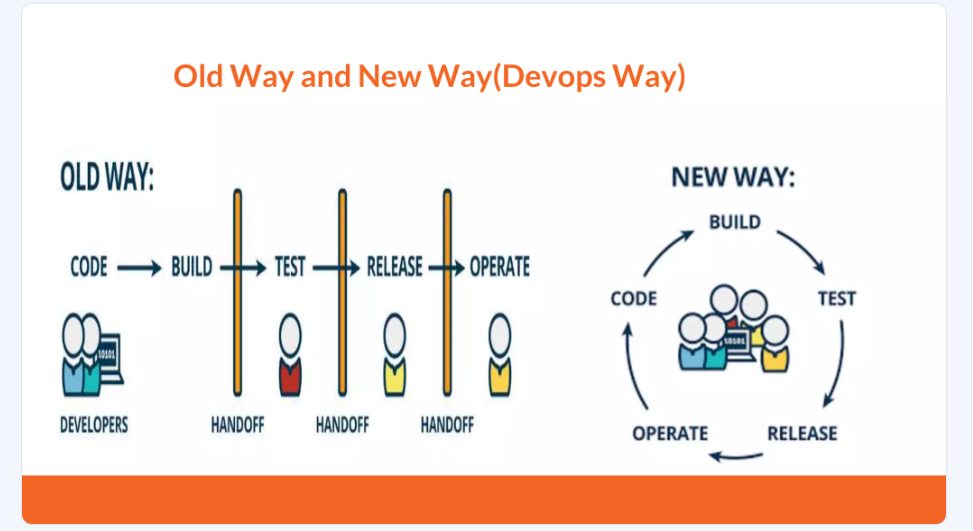 Old Way and New Way(Devops Way)
OLD WAY:
CODE BUILD TEST RELEASE OPERATE
10101
DEVELOPERS HANDOFF HANDOFF HANDOFF
NEW WAY:
BUILD
CODE TEST
10101
OPERATE RELEASE